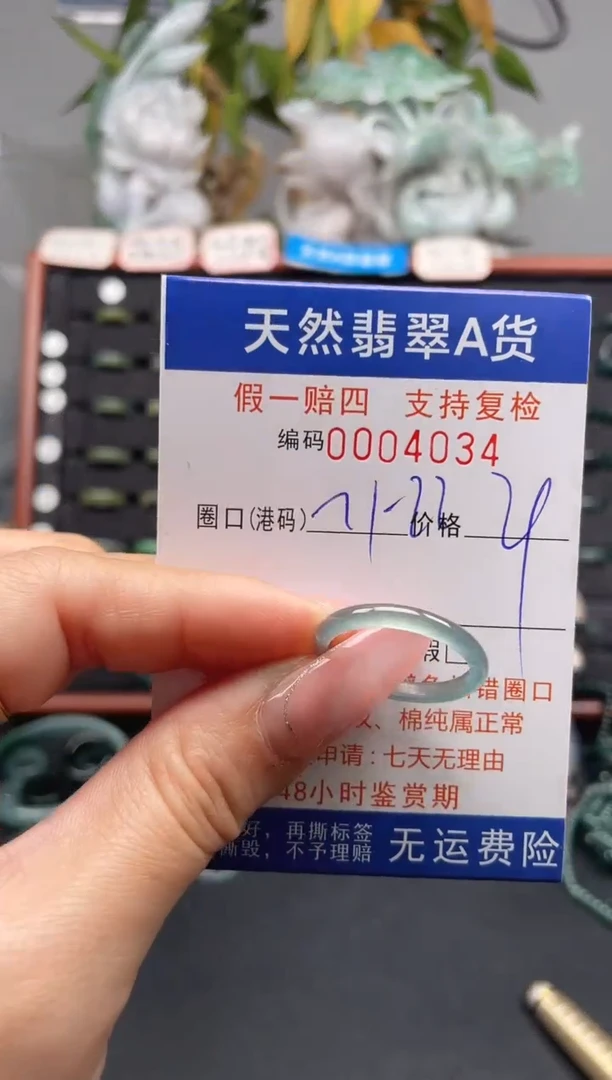 天然翡翠A货
假一赔四 支持复检
编码0004034
圈口(港码) 价格
假
错圈口
、棉纯属正常
申请:七天无理由
48小时鉴赏期
好,再撕标签
撕毁,不予理赔
无运费险